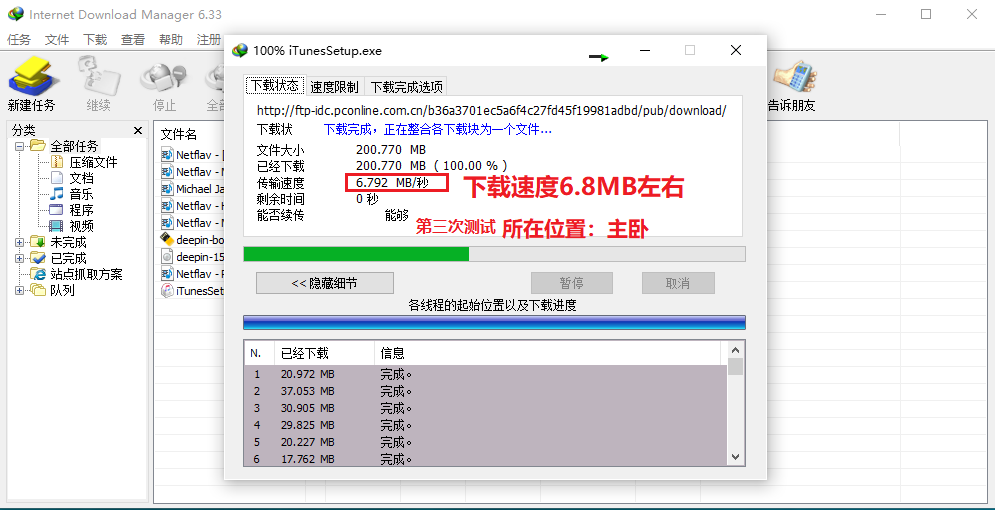 Internet Download Manager 6.33
任务 文件 下载 查看 帮助 注册
新建任务 继续 停止 全部 告诉朋友
分类
全部任务
压缩文件
文档
音乐
程序
视频
未完成
已完成
站点抓取方案
队列
文件名
Netflav - [
Netflav - N
Michael Ja
Netflav - H
Netflav - N
deepin-bo
deepin-15
Netflav - F
iTunesSet
100% iTunesSetup.exe
下载状态 速度限制 下载完成选项
http://ftp-idc.pconline.com.cn/b36a3701ec5a6f4c27fd45f19981adbd/pub/download/
下载状 下载完成，正在整合各下载块为一个文件...
文件大小 200.770 MB
已经下载 200.770 MB ( 100.00 % )
传输速度 6.792 MB/秒
下载速度6.8MB左右
剩余时间 0 秒
能否续传 能够
第三次测试 所在位置：主卧
<< 隐藏细节 暂停 取消
各线程的起始位置以及下载进度
N. 已经下载 信息
1 20.972 MB 完成。
2 37.053 MB 完成。
3 30.905 MB 完成。
4 29.825 MB 完成。
5 20.227 MB 完成。
6 17.762 MB 完成。